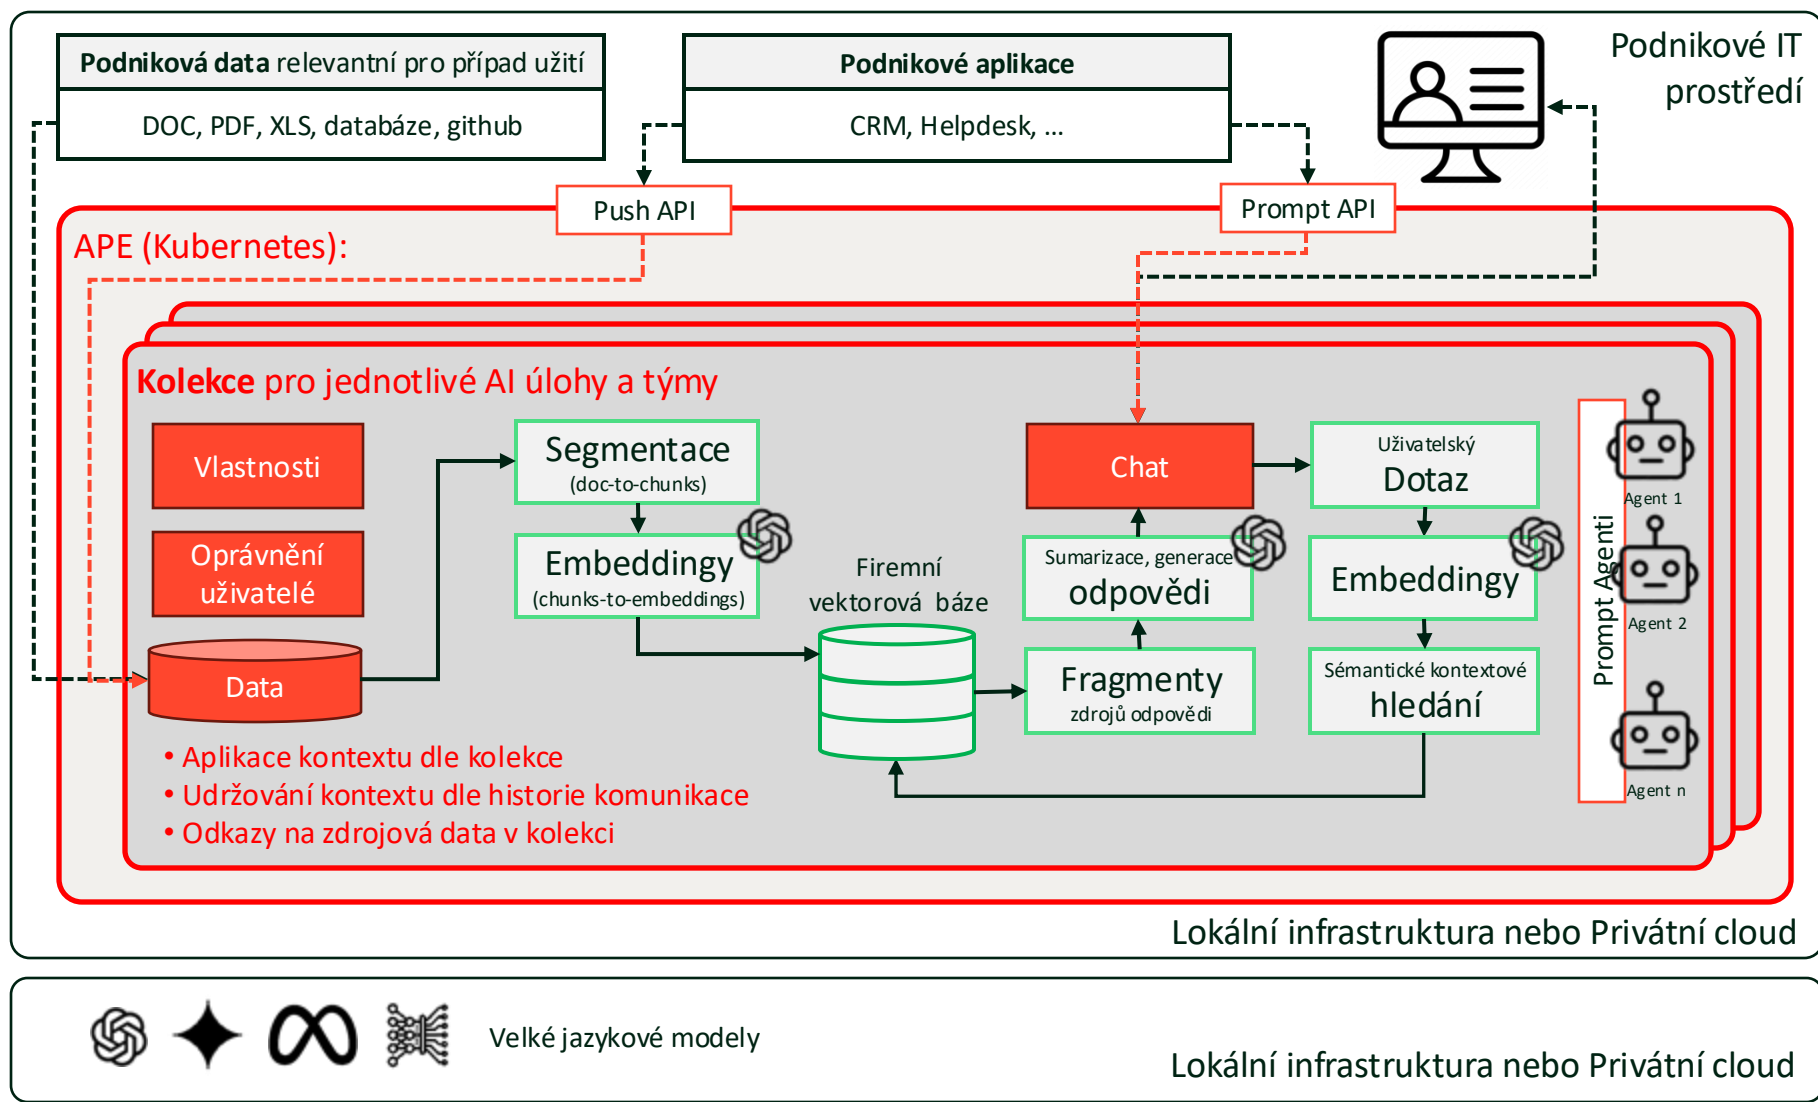 Podniková data relevantní pro případ užití
DOC, PDF, XLS, databáze, github
Podnikové aplikace
CRM, Helpdesk, ...
Podnikové IT
prostředí
Push API
Prompt API
APE (Kubernetes):
Kolekce pro jednotlivé AI úlohy a týmy
Vlastnosti
Oprávnění
uživatelé
Data
Segmentace
(doc-to-chunks)
Embeddingy
(chunks-to-embeddings)
Firemní
vektorová báze
Chat
Sumarizace, generace
odpovědi
Fragmenty
zdrojů odpovědi
Uživatelský
Dotaz
Embeddingy
Sémantické kontextové
hledání
Prompt Agenti
Agent 1
Agent 2
Agent n
• Aplikace kontextu dle kolekce
• Udržování kontextu dle historie komunikace
• Odkazy na zdrojová data v kolekci
Lokální infrastruktura nebo Privátní cloud
Velké jazykové modely
Lokální infrastruktura nebo Privátní cloud